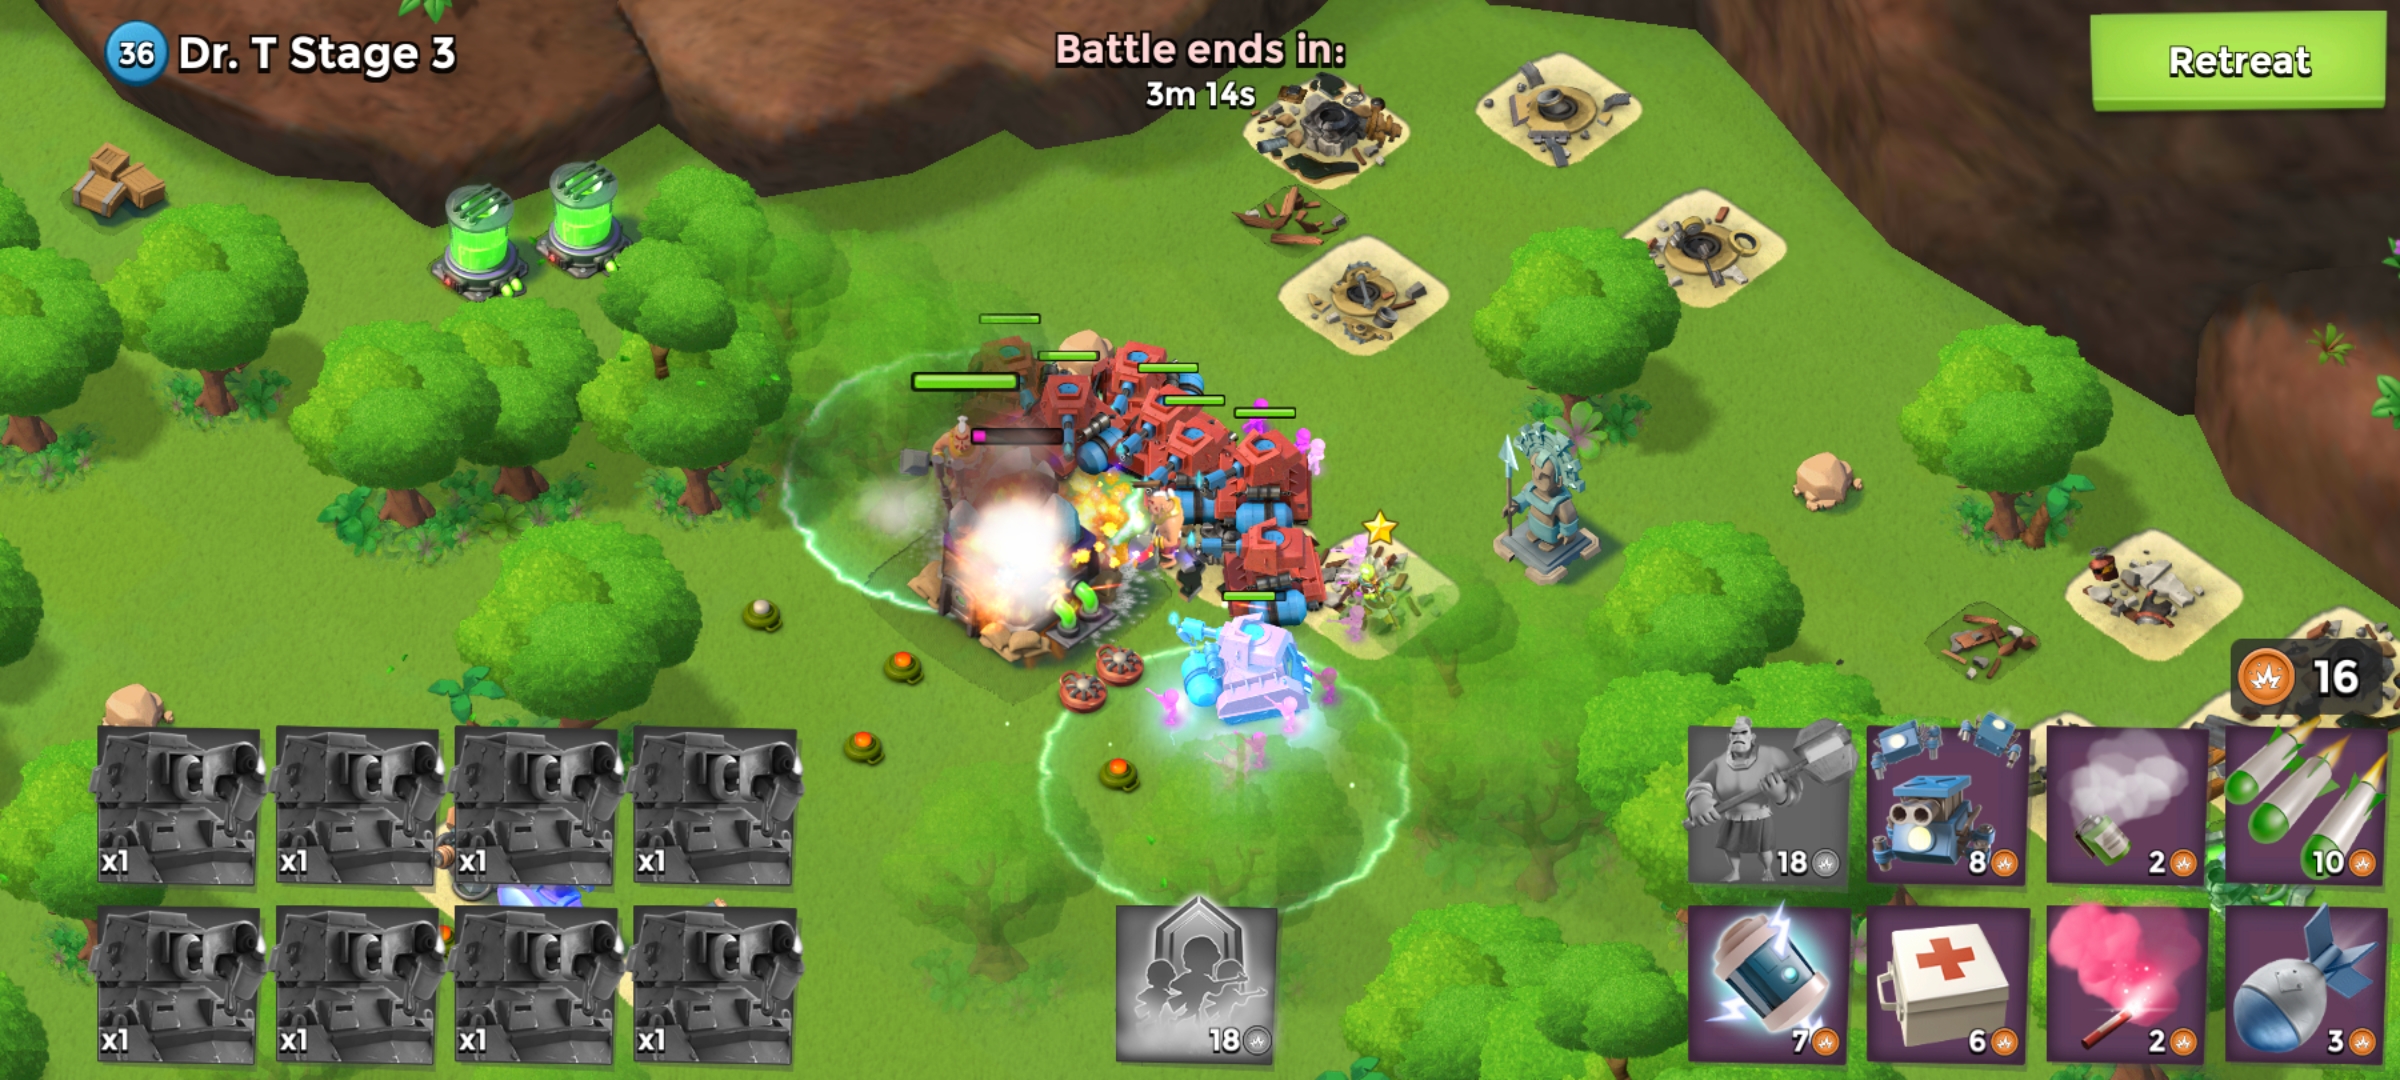 36 Dr. T Stage 3
Battle ends in:
3m 14s
Retreat
16
x1 x1 x1 x1
18 8 2 10
x1 x1 x1 x1
18
7 6 2 3